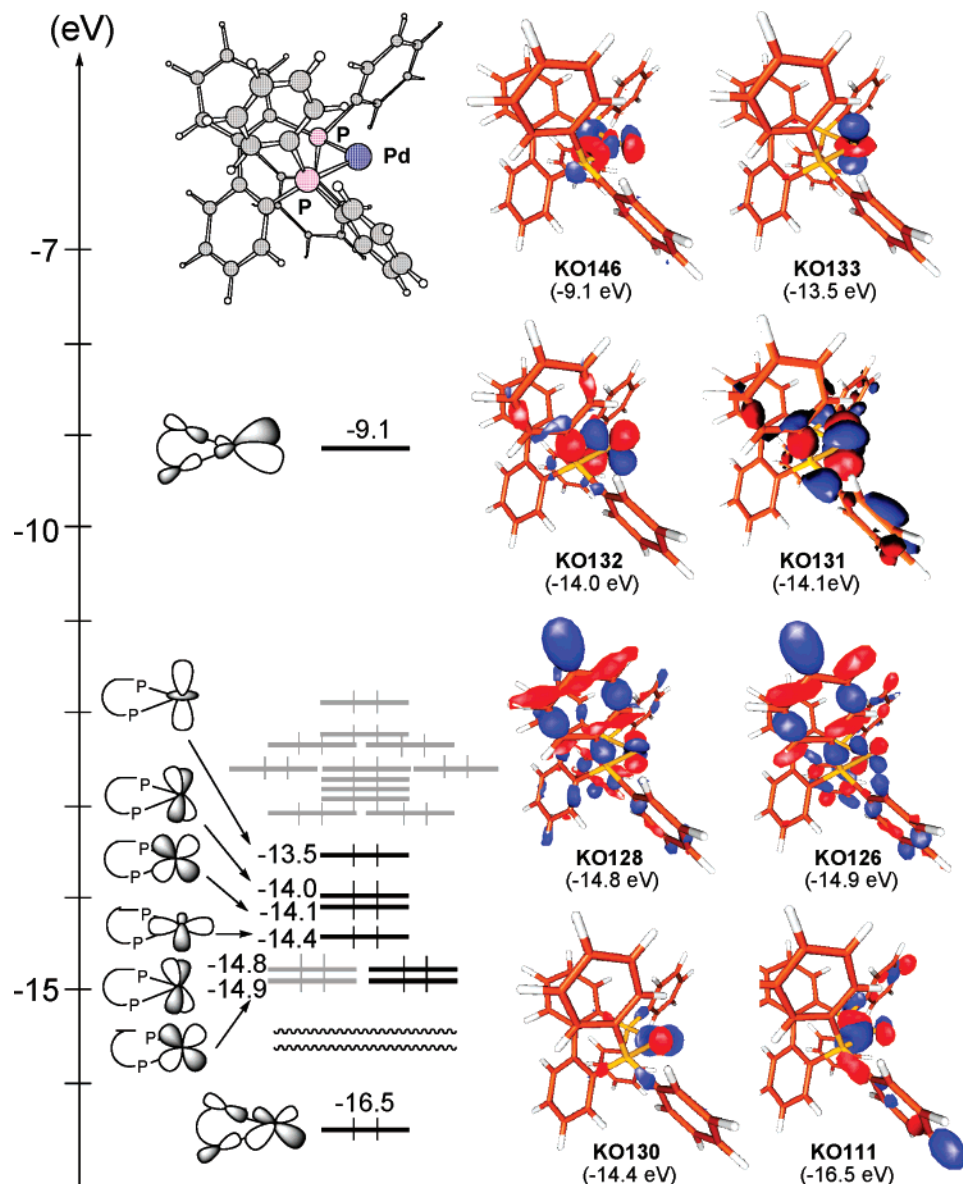 (eV)
P
Pd
P
-7
KO146
(-9.1 eV)
KO133
(-13.5 eV)
-9.1
-10
KO132
(-14.0 eV)
KO131
(-14.1eV)
P
P
P
P
-13.5
KO128
(-14.8 eV)
KO126
(-14.9 eV)
P
P
-14.0
-14.1
P
P
-14.4
P
P
-14.8
-14.9
-15
P
P
-16.5
KO130
(-14.4 eV)
KO111
(-16.5 eV)